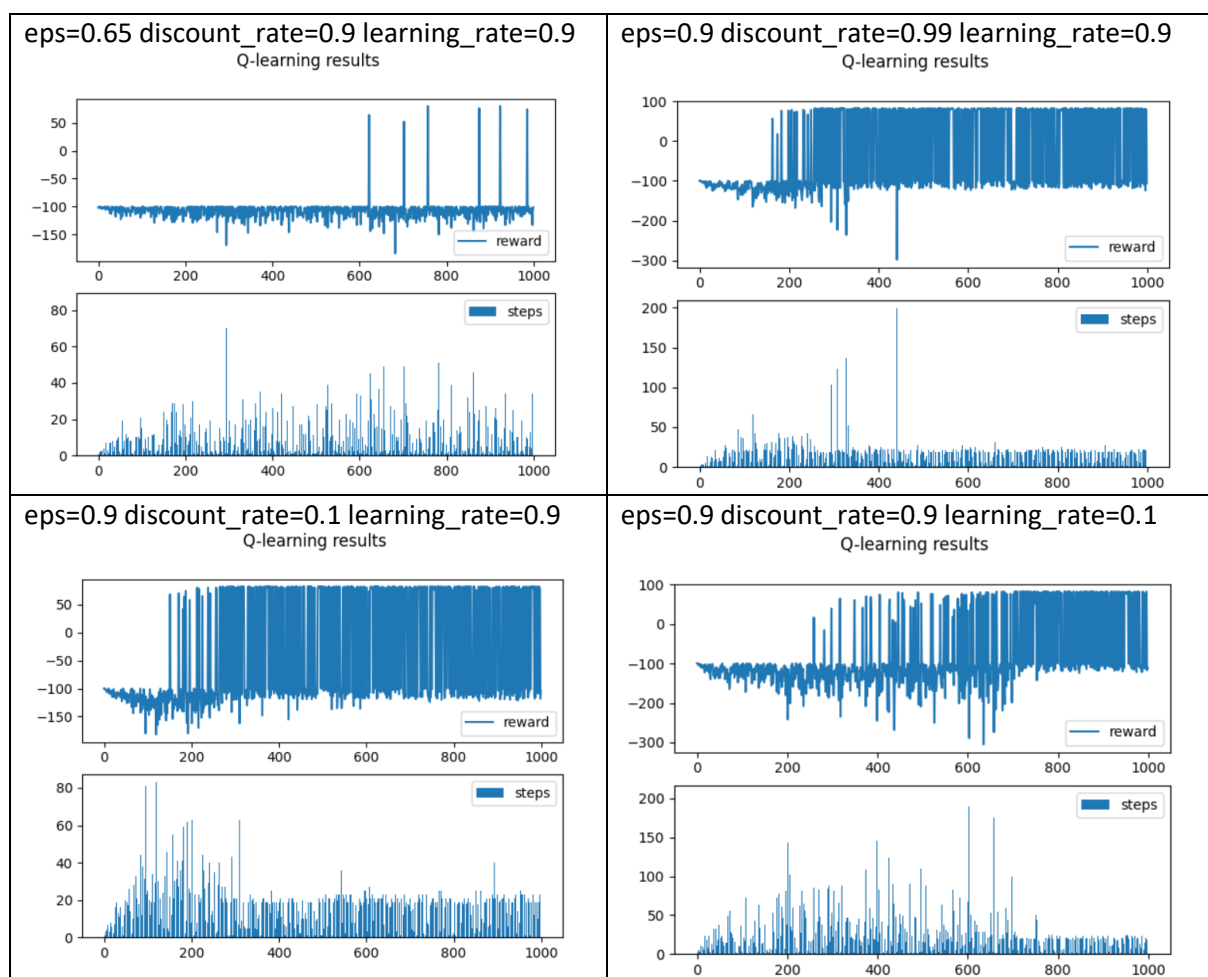 eps=0.65 discount_rate=0.9 learning_rate=0.9
Q-learning results
50
0
−50
−100
−150
reward
0 200 400 600 800 1000
80
60
40
20
0
steps
0 200 400 600 800 1000
eps=0.9 discount_rate=0.99 learning_rate=0.9
Q-learning results
100
0
−100
−200
−300
reward
0 200 400 600 800 1000
200
150
100
50
0
steps
0 200 400 600 800 1000
eps=0.9 discount_rate=0.1 learning_rate=0.9
Q-learning results
50
0
−50
−100
−150
reward
0 200 400 600 800 1000
80
60
40
20
0
steps
0 200 400 600 800 1000
eps=0.9 discount_rate=0.9 learning_rate=0.1
Q-learning results
100
0
−100
−200
−300
reward
0 200 400 600 800 1000
200
150
100
50
0
steps
0 200 400 600 800 1000